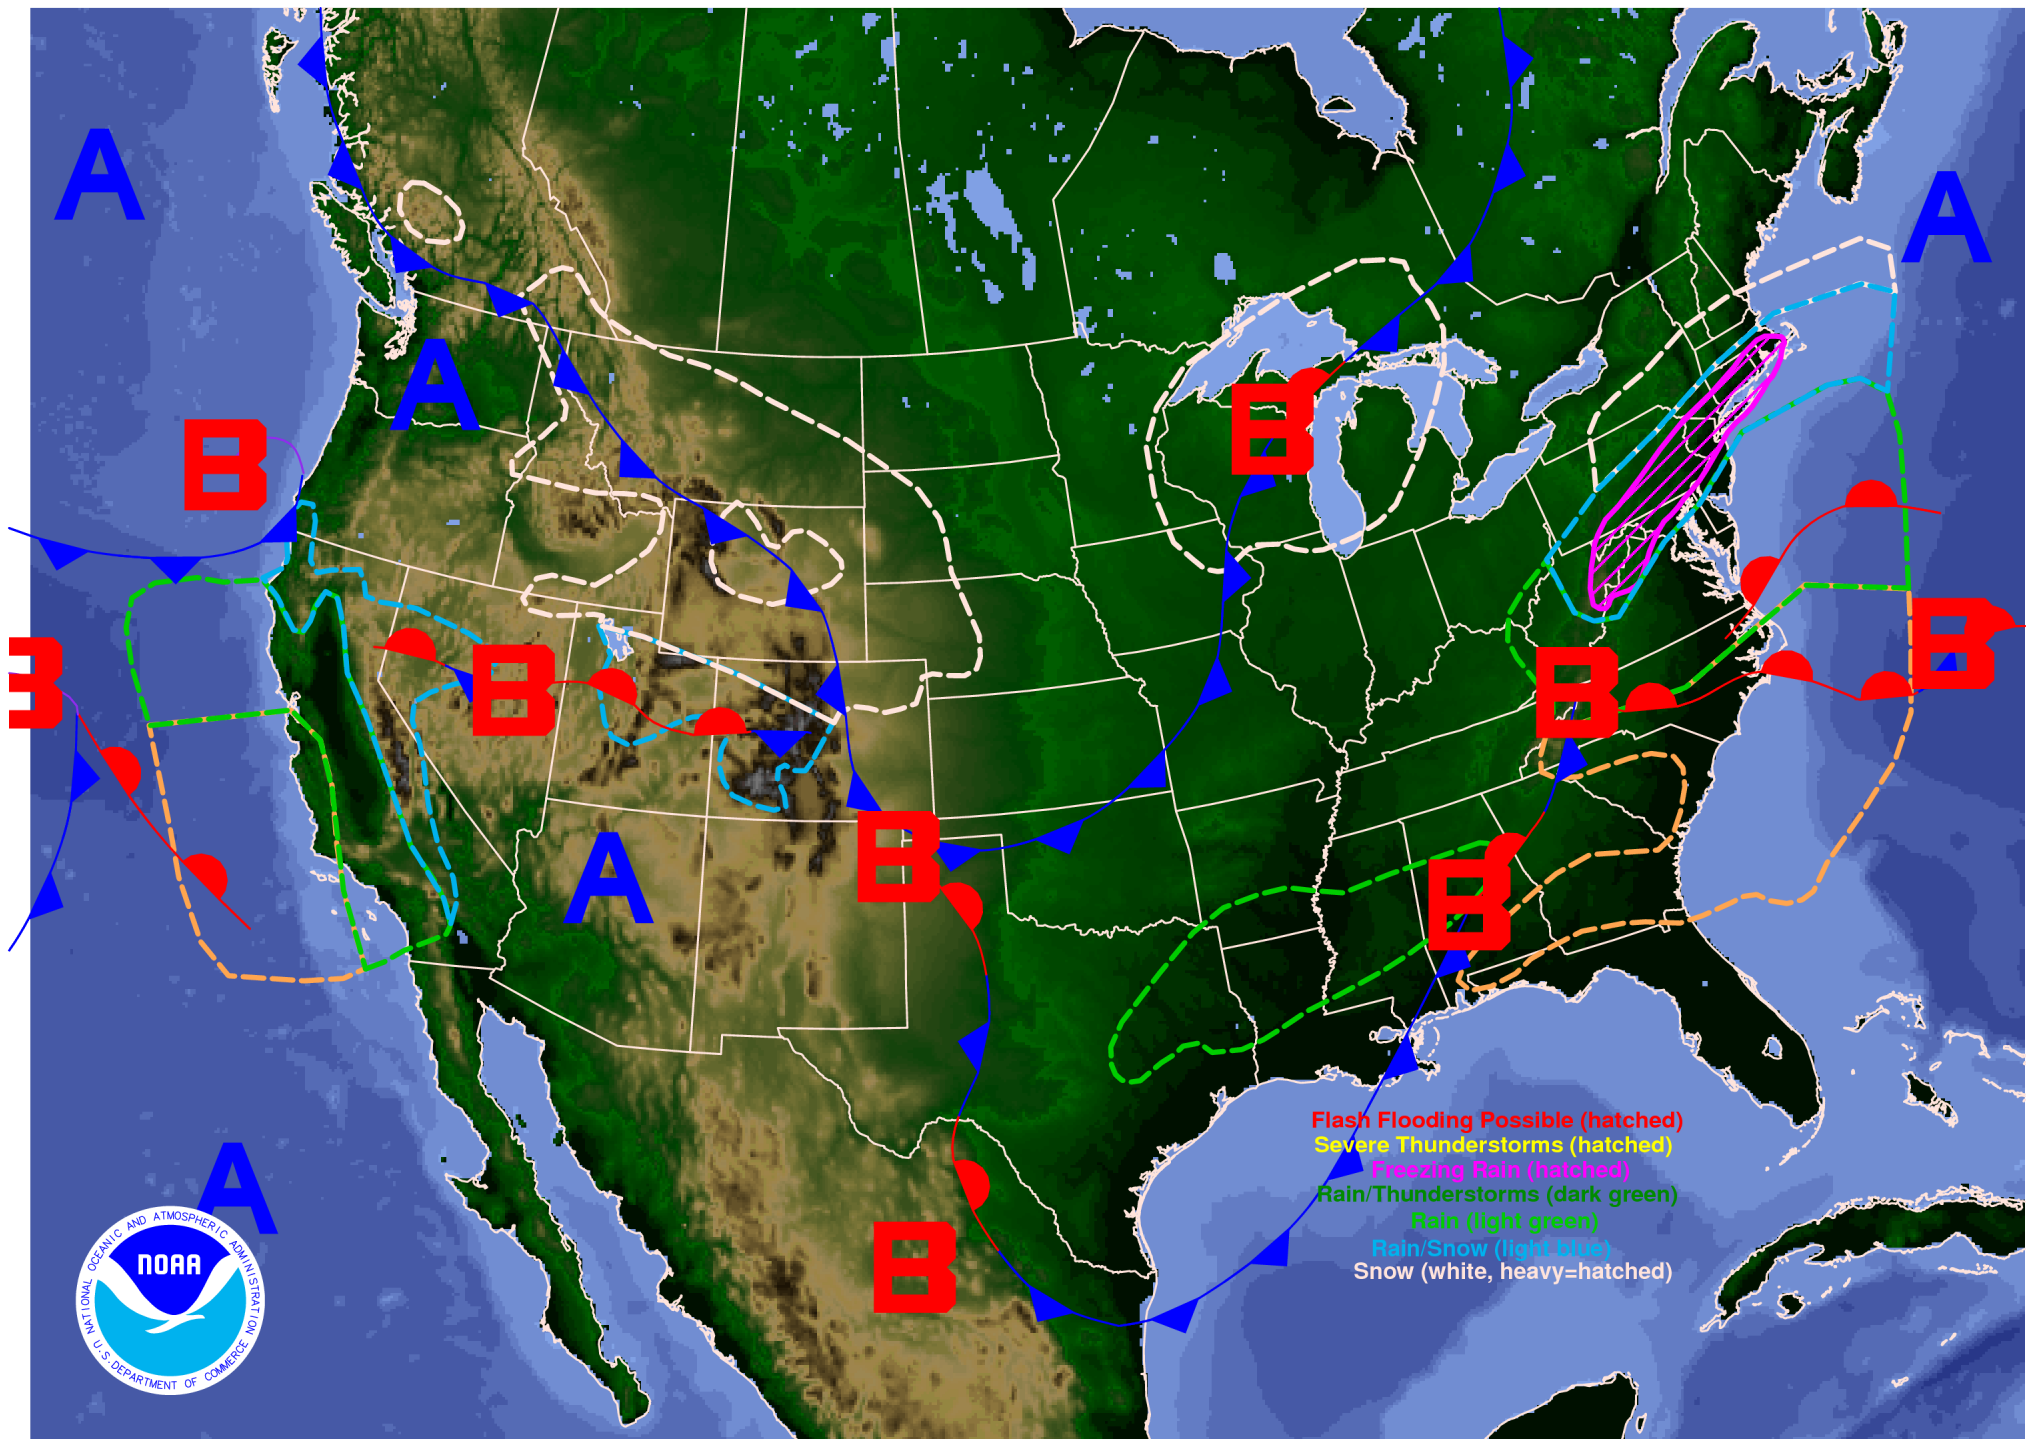 A
A
A
B
B
B
B
B
B
B
A
B
B
A
Flash Flooding Possible (hatched)
Severe Thunderstorms (hatched)
Freezing Rain (hatched)
Rain/Thunderstorms (dark green)
Rain (light green)
Rain/Snow (light blue)
Snow (white, heavy=hatched)
NATIONAL OCEANIC AND ATMOSPHERIC ADMINISTRATION
NOAA
U.S. DEPARTMENT OF COMMERCE